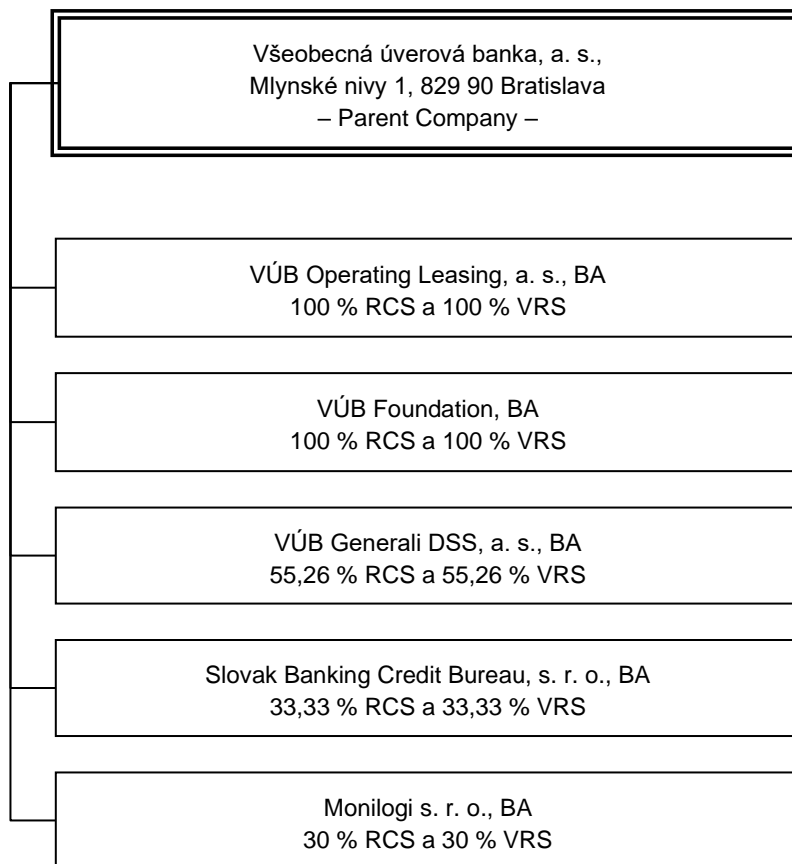 Všeobecná úverová banka, a. s.,
Mlynské nivy 1, 829 90 Bratislava
– Parent Company –
VÚB Operating Leasing, a. s., BA
100 % RCS a 100 % VRS
VÚB Foundation, BA
100 % RCS a 100 % VRS
VÚB Generali DSS, a. s., BA
55,26 % RCS a 55,26 % VRS
Slovak Banking Credit Bureau, s. r. o., BA
33,33 % RCS a 33,33 % VRS
Monilogi s. r. o., BA
30 % RCS a 30 % VRS